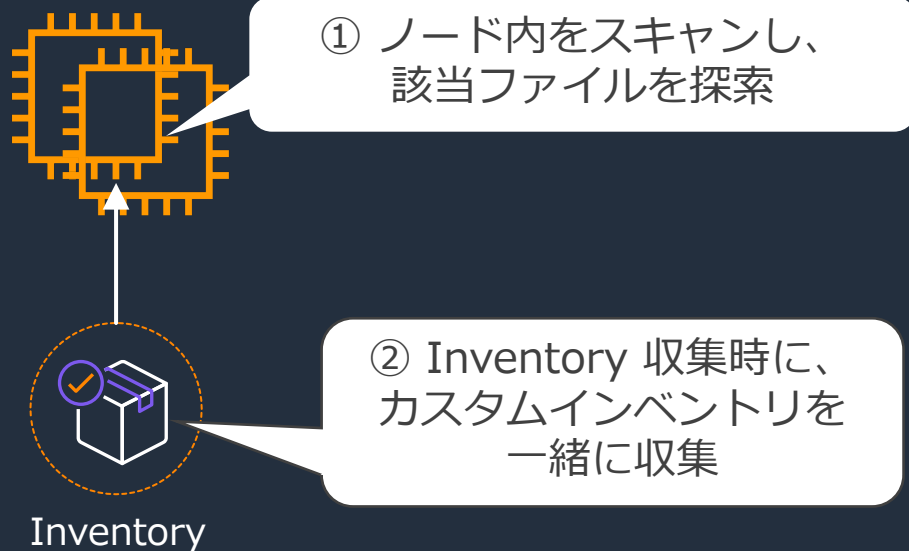 ① ノード内をスキャンし、
該当ファイルを探索
② Inventory 収集時に、
カスタムインベントリを
一緒に収集
Inventory